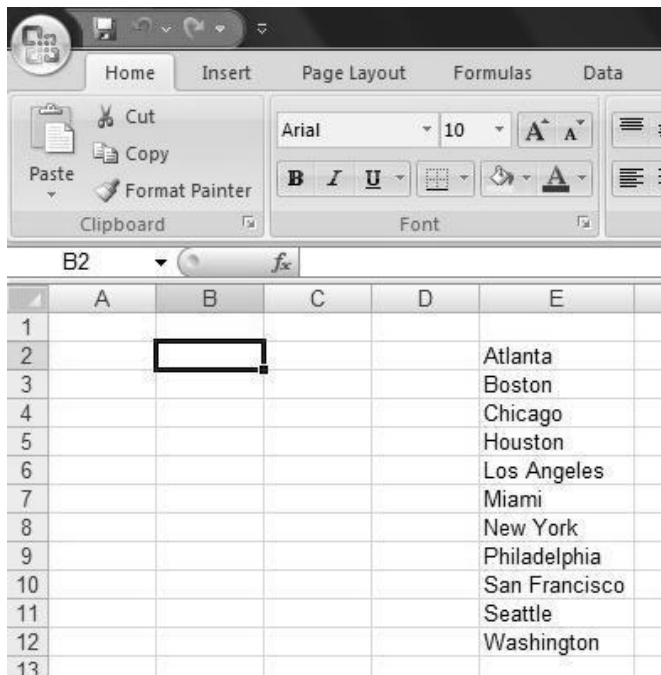 Home Insert Page Layout Formulas Data
Paste
Cut
Copy
Format Painter
Clipboard
Arial 10 A A
B I U A
Font
B2 fx
A B C D E
1
2 Atlanta
3 Boston
4 Chicago
5 Houston
6 Los Angeles
7 Miami
8 New York
9 Philadelphia
10 San Francisco
11 Seattle
12 Washington
13